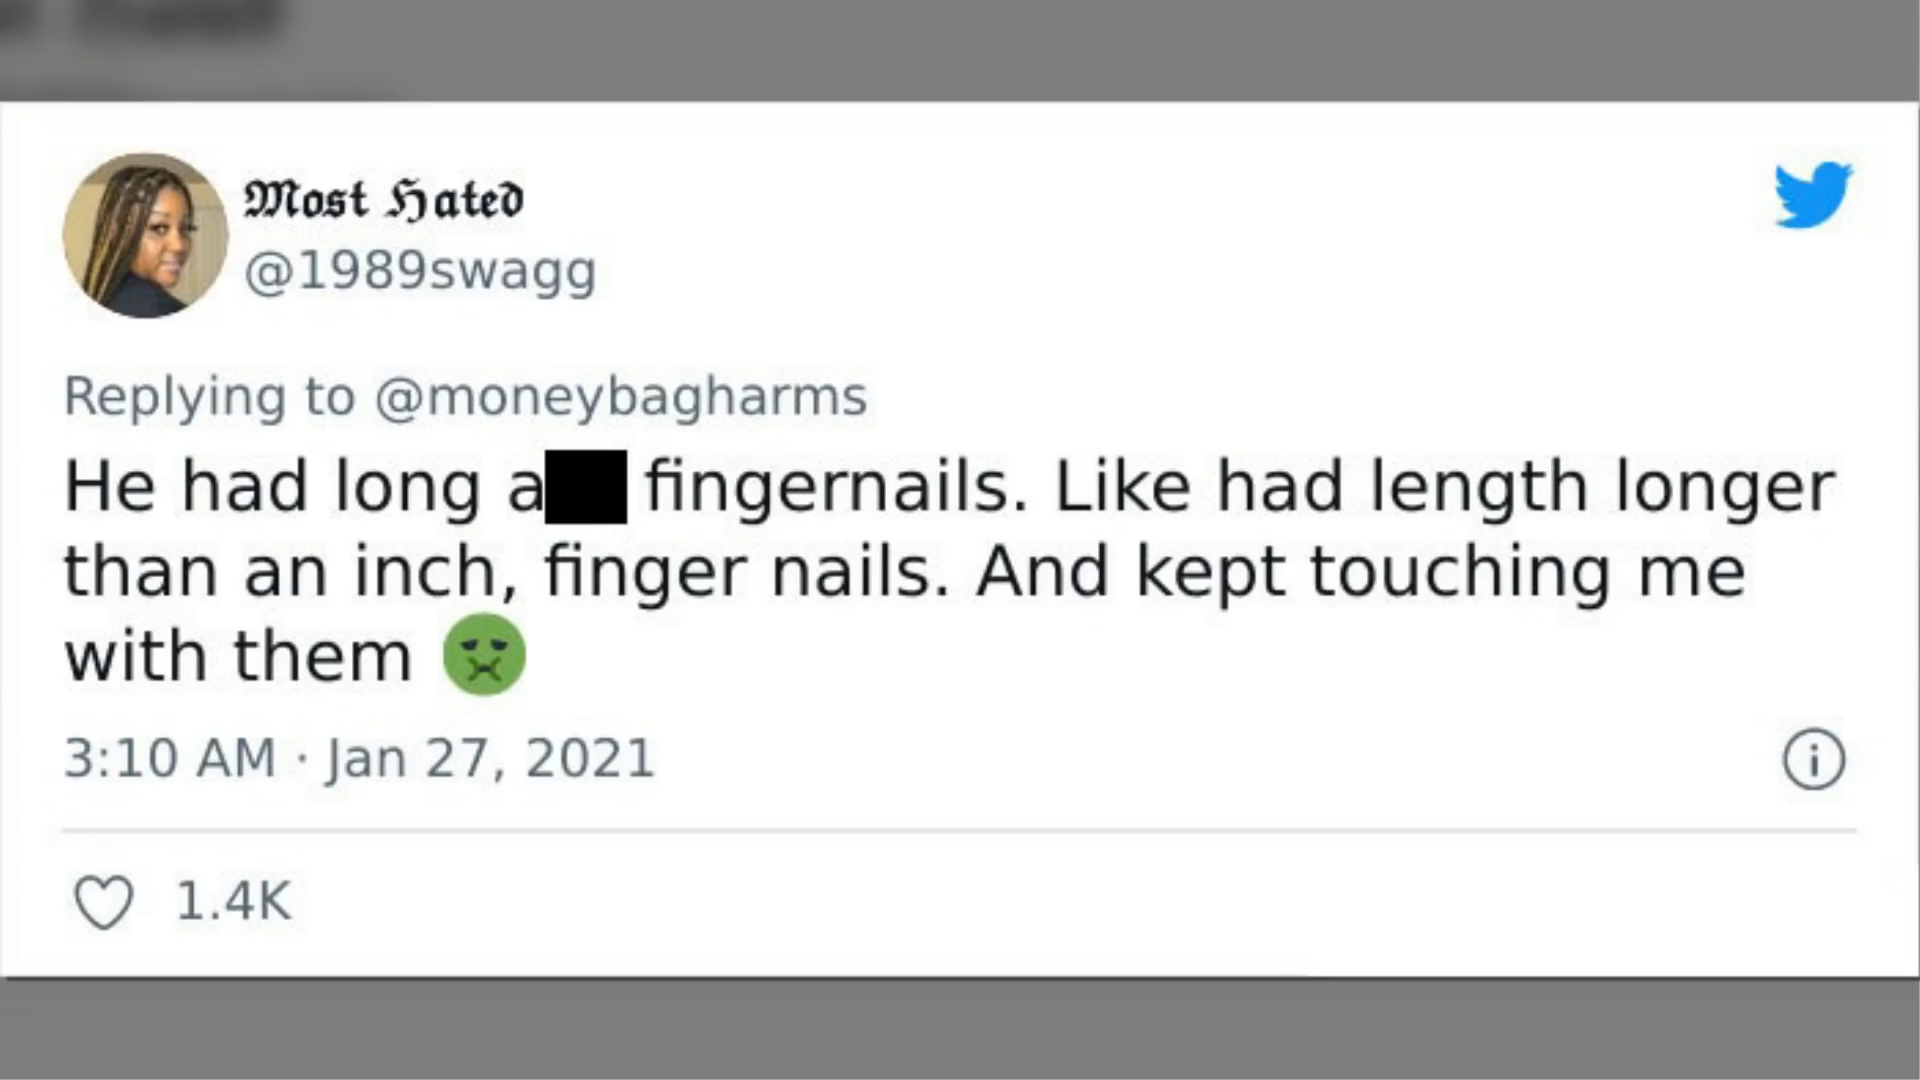 Most Hated
@1989swagg
Replying to @moneybagharms
He had long a fingernails. Like had length longer
than an inch, finger nails. And kept touching me
with them 🤢
3:10 AM · Jan 27, 2021
1.4K